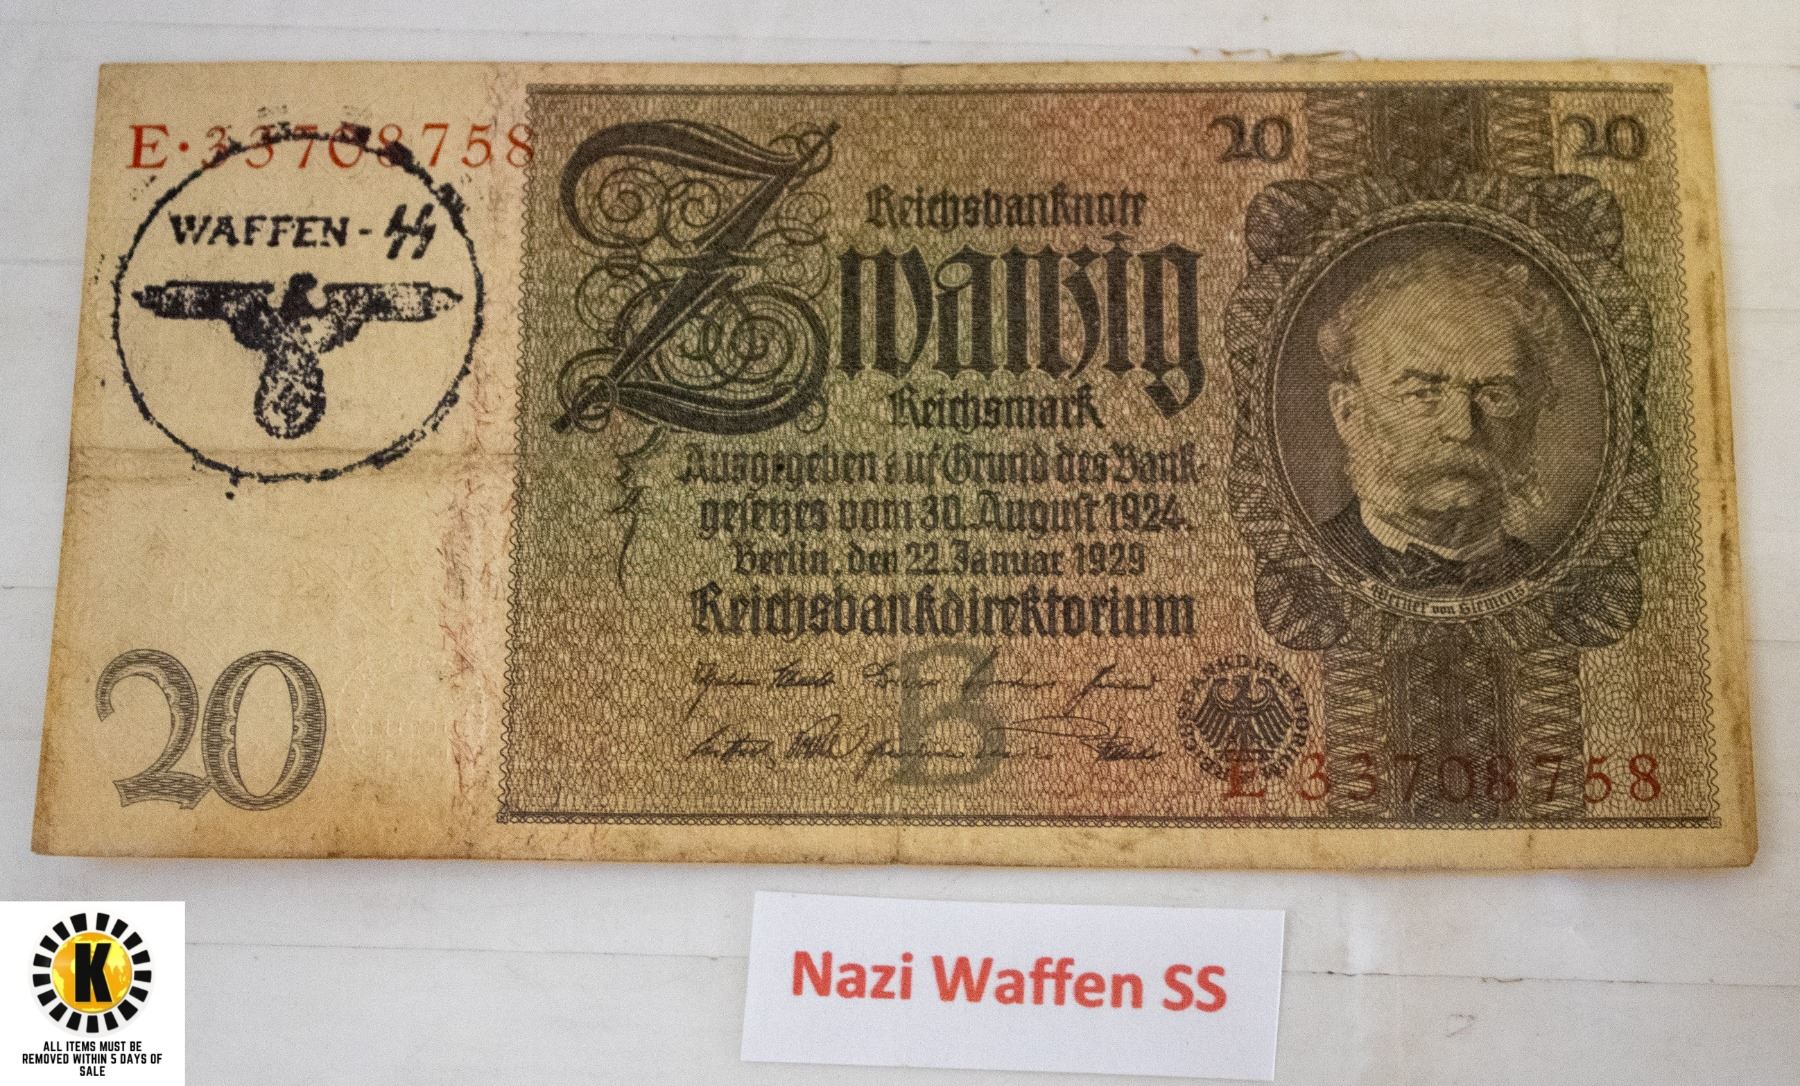 E·33708758
WAFFEN-SS
20 20
Reichsbanknote
Zwanzig
Reichsmark
Ausgegeben auf Grund des Bank-
gesetzes vom 30. August 1924.
Berlin, den 22. Januar 1929
Reichsbankdirektorium
Werner von Siemens
B
REICHSBANKDIREKTORIUM
E·33708758
20
Nazi Waffen SS
K
ALL ITEMS MUST BE
REMOVED WITHIN 5 DAYS OF
SALE